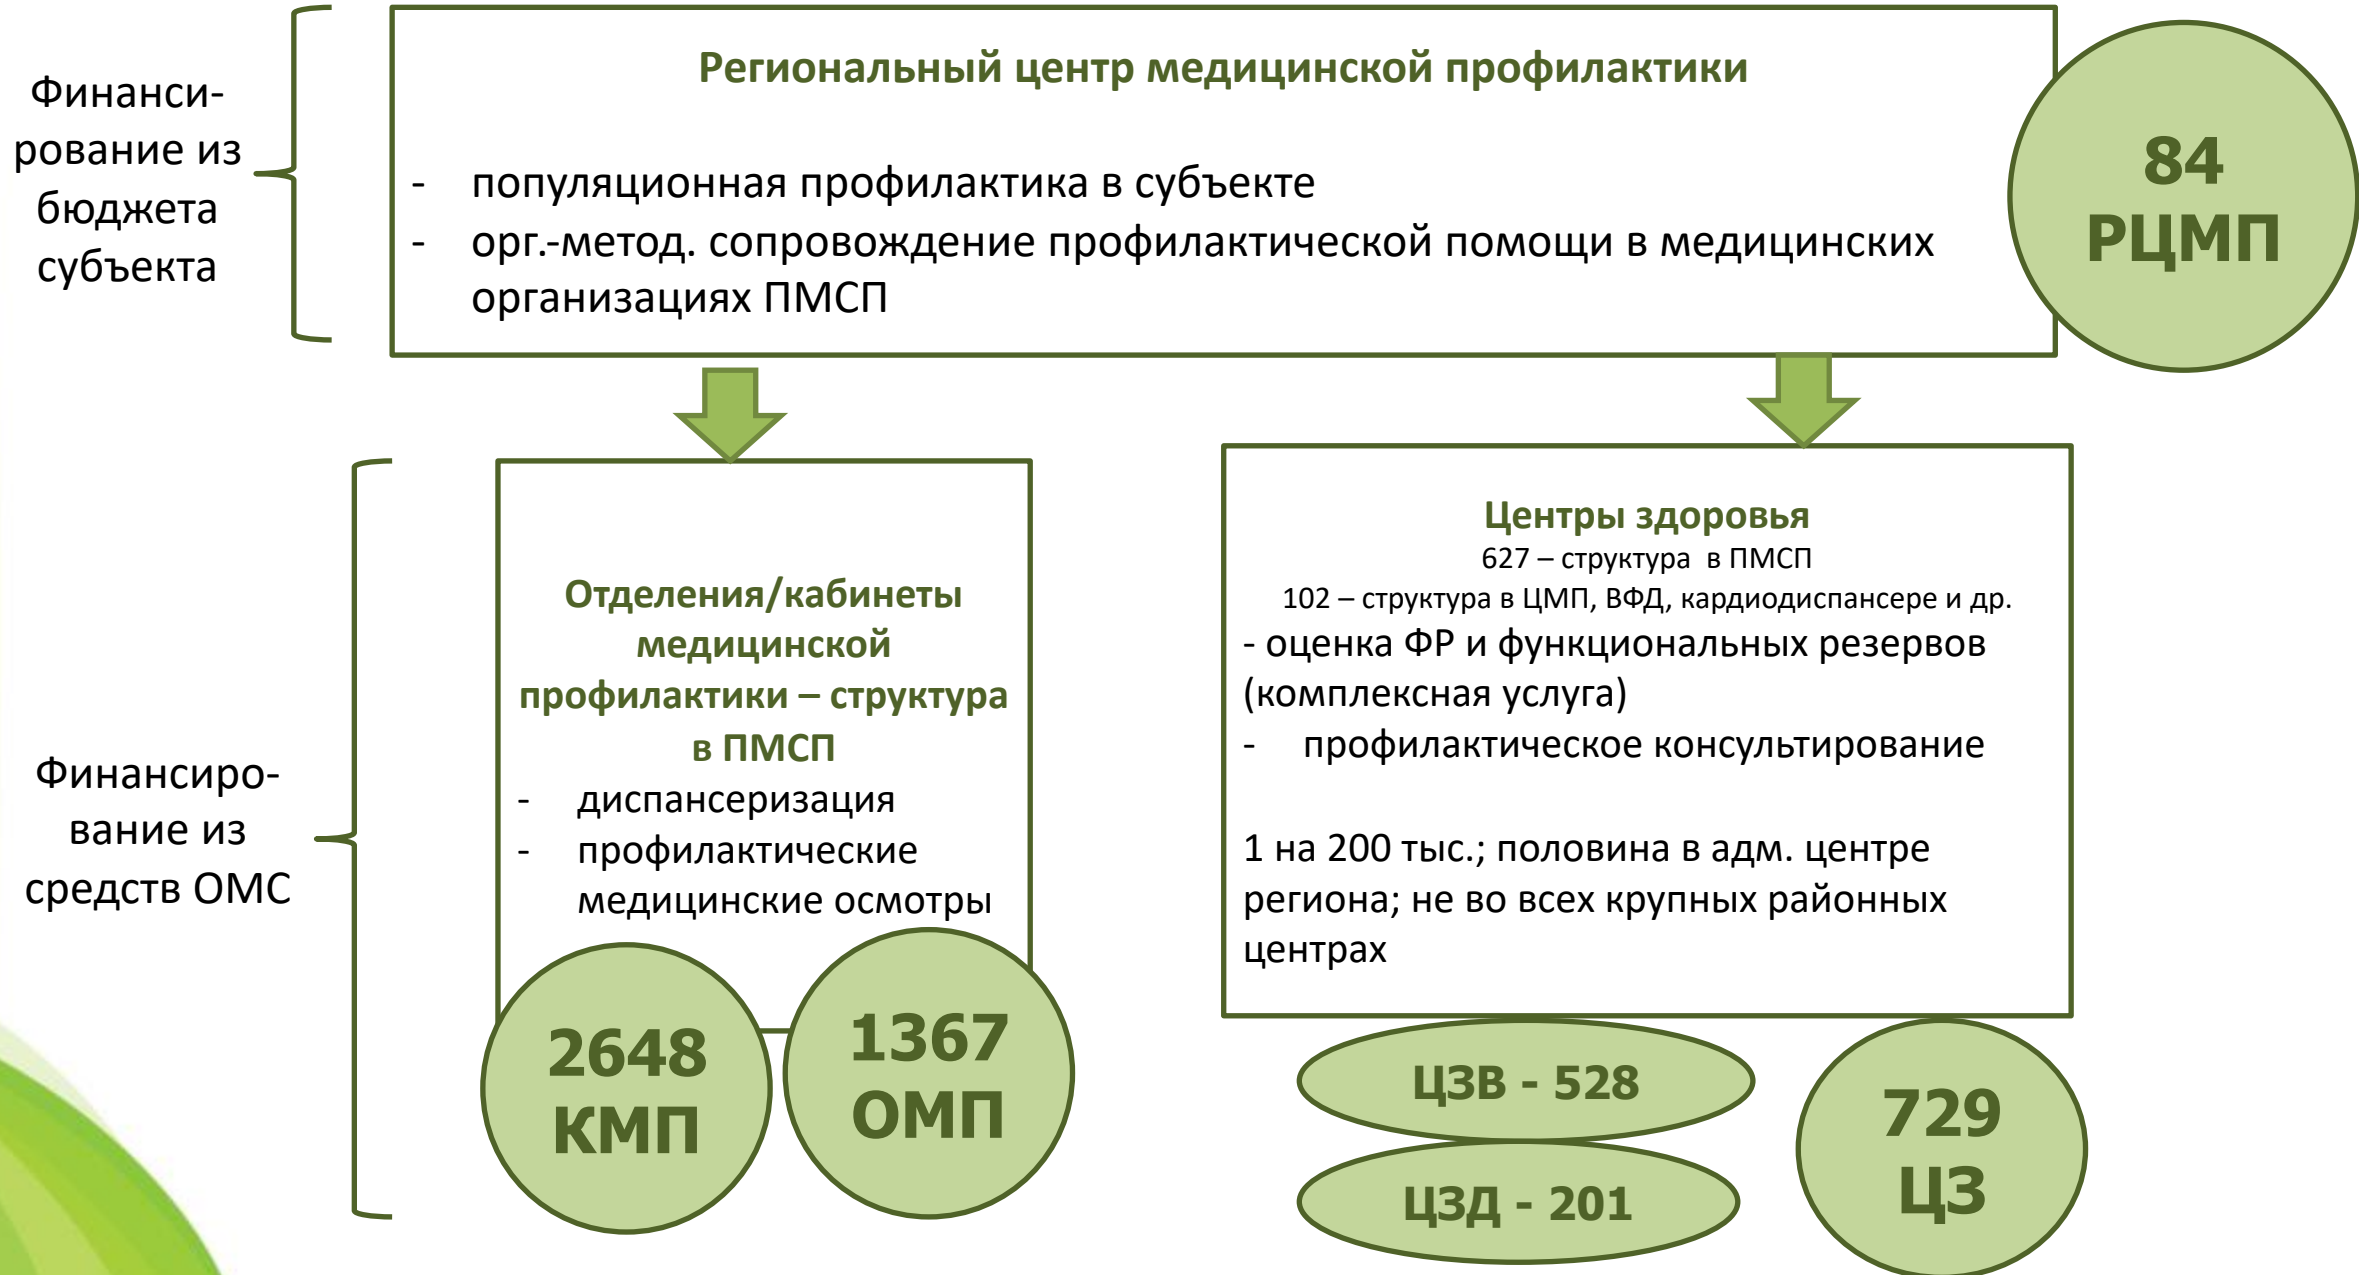 Финанси-
рование из
бюджета
субъекта
Региональный центр медицинской профилактики
- популяционная профилактика в субъекте
- орг.-метод. сопровождение профилактической помощи в медицинских
организациях ПМСП
84
РЦМП
Финансиро-
вание из
средств ОМС
Отделения/кабинеты
медицинской
профилактики – структура
в ПМСП
- диспансеризация
- профилактические
медицинские осмотры
2648
КМП
1367
ОМП
Центры здоровья
627 – структура в ПМСП
102 – структура в ЦМП, ВФД, кардиодиспансере и др.
- оценка ФР и функциональных резервов
(комплексная услуга)
- профилактическое консультирование
1 на 200 тыс.; половина в адм. центре
региона; не во всех крупных районных
центрах
ЦЗВ - 528
ЦЗД - 201
729
ЦЗ